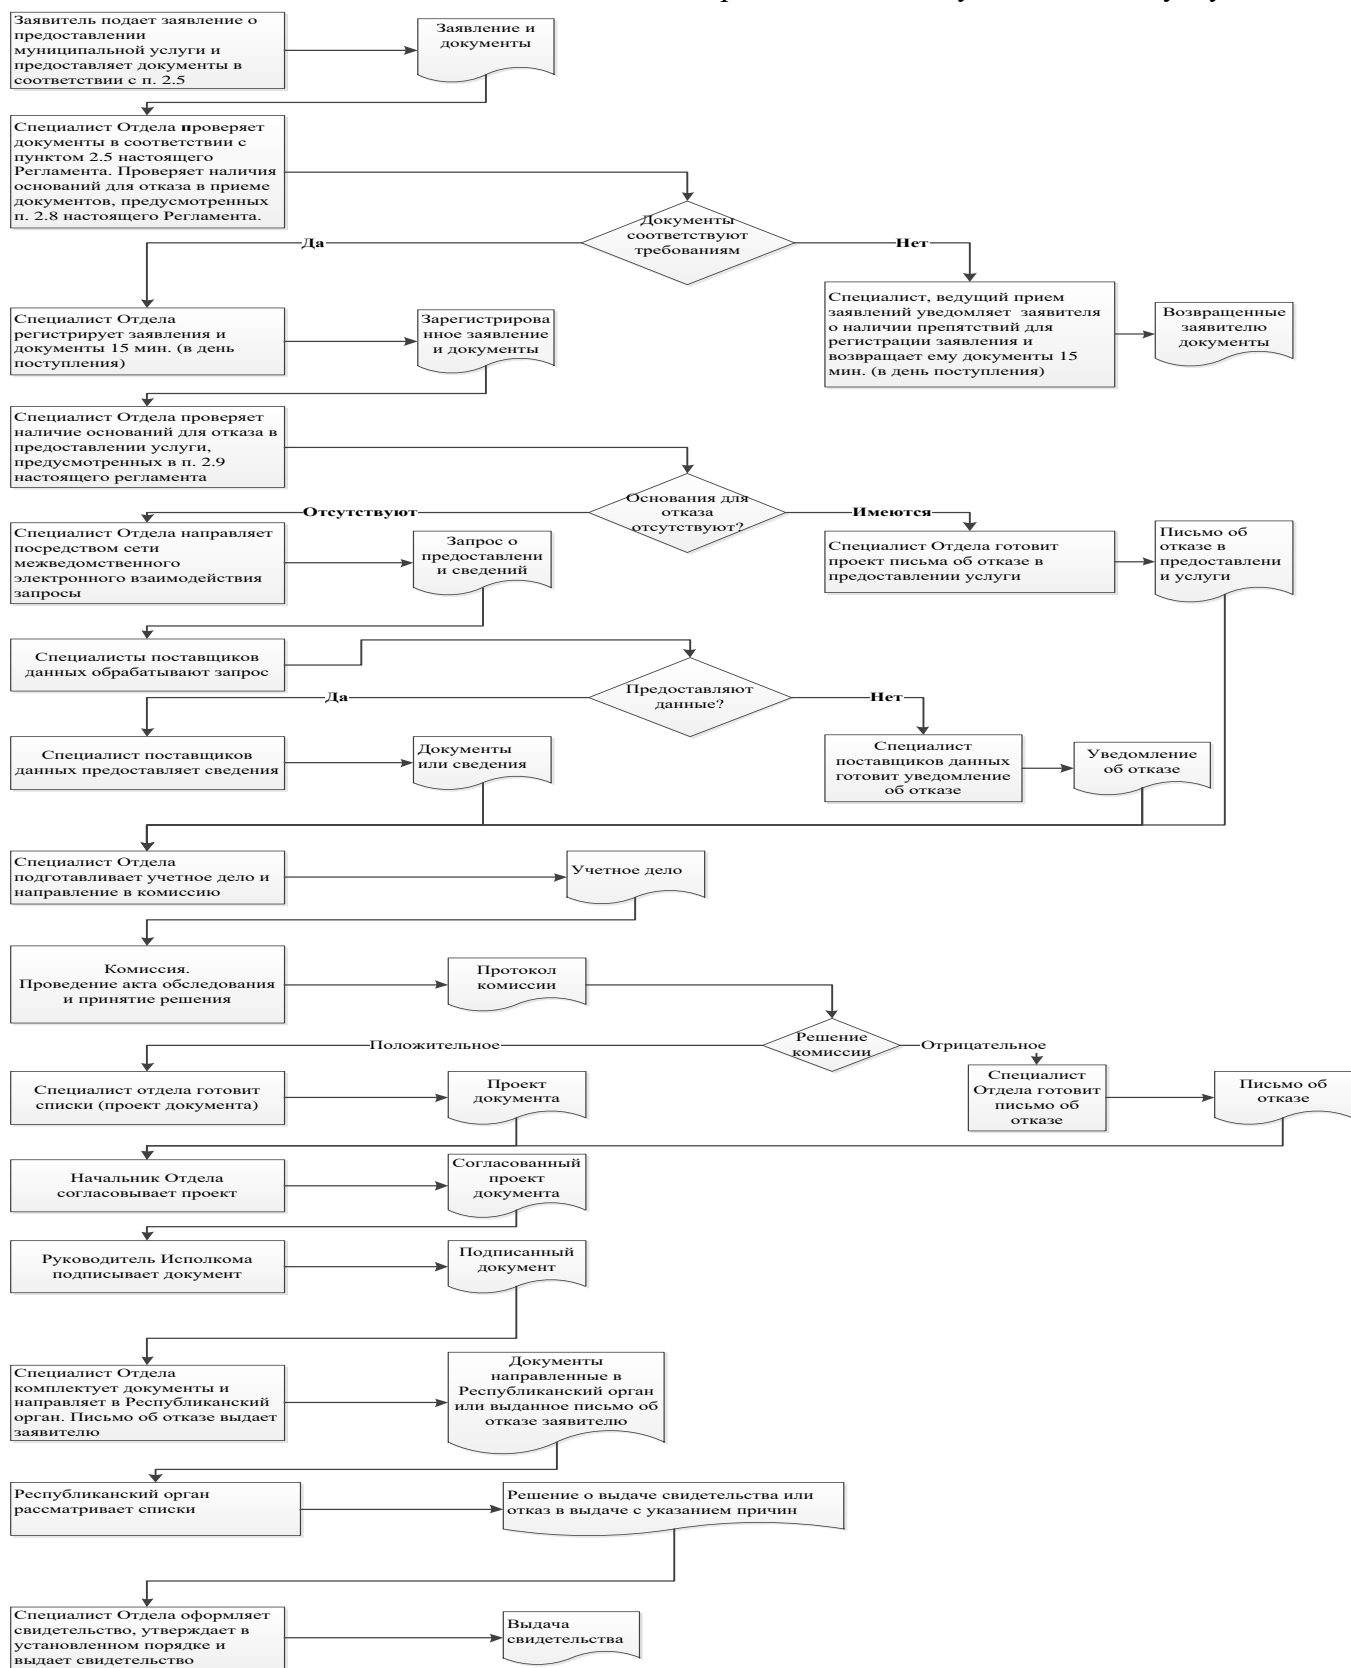 Заявитель подает заявление о
предоставлении
муниципальной услуги и
предоставляет документы в
соответствии с п. 2.5
Заявление и
документы
Специалист Отдела проверяет
документы в соответствии с
пунктом 2.5 настоящего
Регламента. Проверяет наличия
оснований для отказа в приеме
документов, предусмотренных
п. 2.8 настоящего Регламента.
Документы
соответствуют
требованиям
Да
Нет
Специалист Отдела
регистрирует заявления и
документы 15 мин. (в день
поступления)
Зарегистрирова
нное заявление
и документы
Специалист, ведущий прием
заявлений уведомляет заявителя
о наличии препятствий для
регистрации заявления и
возвращает ему документы 15
мин. (в день поступления)
Возвращенные
заявителю
документы
Специалист Отдела проверяет
наличие оснований для отказа в
предоставлении услуги,
предусмотренных в п. 2.9
настоящего регламента
Основания для
отказа
отсутствуют?
Отсутствуют
Имеются
Специалист Отдела направляет
посредством сети
межведомственного
электронного взаимодействия
запросы
Запрос о
предоставлени
и сведений
Специалист Отдела готовит
проект письма об отказе в
предоставлении услуги
Письмо об
отказе в
предоставлени
и услуги
Специалисты поставщиков
данных обрабатывают запрос
Предоставляют
данные?
Да
Нет
Специалист поставщиков
данных предоставляет сведения
Документы
или сведения
Специалист
поставщиков данных
готовит уведомление
об отказе
Уведомление
об отказе
Специалист Отдела
подготавливает учетное дело и
направление в комиссию
Учетное дело
Комиссия.
Проведение акта обследования
и принятие решения
Протокол
комиссии
Решение
комиссии
Положительное
Отрицательное
Специалист отдела готовит
списки (проект документа)
Проект
документа
Специалист
Отдела готовит
письмо об
отказе
Письмо об
отказе
Начальник Отдела
согласовывает проект
Согласованный
проект
документа
Руководитель Исполкома
подписывает документ
Подписанный
документ
Специалист Отдела
комплектует документы и
направляет в Республиканский
орган. Письмо об отказе выдает
заявителю
Документы
направленные в
Республиканский орган
или выданное письмо об
отказе заявителю
Республиканский орган
рассматривает списки
Решение о выдаче свидетельства или
отказ в выдаче с указанием причин
Специалист Отдела оформляет
свидетельство, утверждает в
установленном порядке и
выдает свидетельство
Выдача
свидетельства